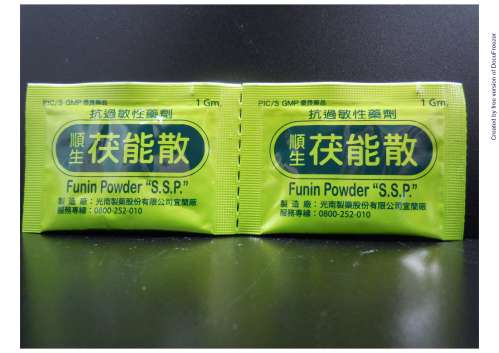 PIC/S GMP 優良藥品 1 Gm.
抗過敏性藥劑
順生 茯能散
Funin Powder “S.S.P.”
製造廠：光南製藥股份有限公司宜蘭廠
服務專線：0800-252-010
PIC/S GMP 優良藥品 1 Gm.
抗過敏性藥劑
順生 茯能散
Funin Powder “S.S.P.”
製造廠：光南製藥股份有限公司宜蘭廠
服務專線：0800-252-010
Created by free version of DocuFreezer